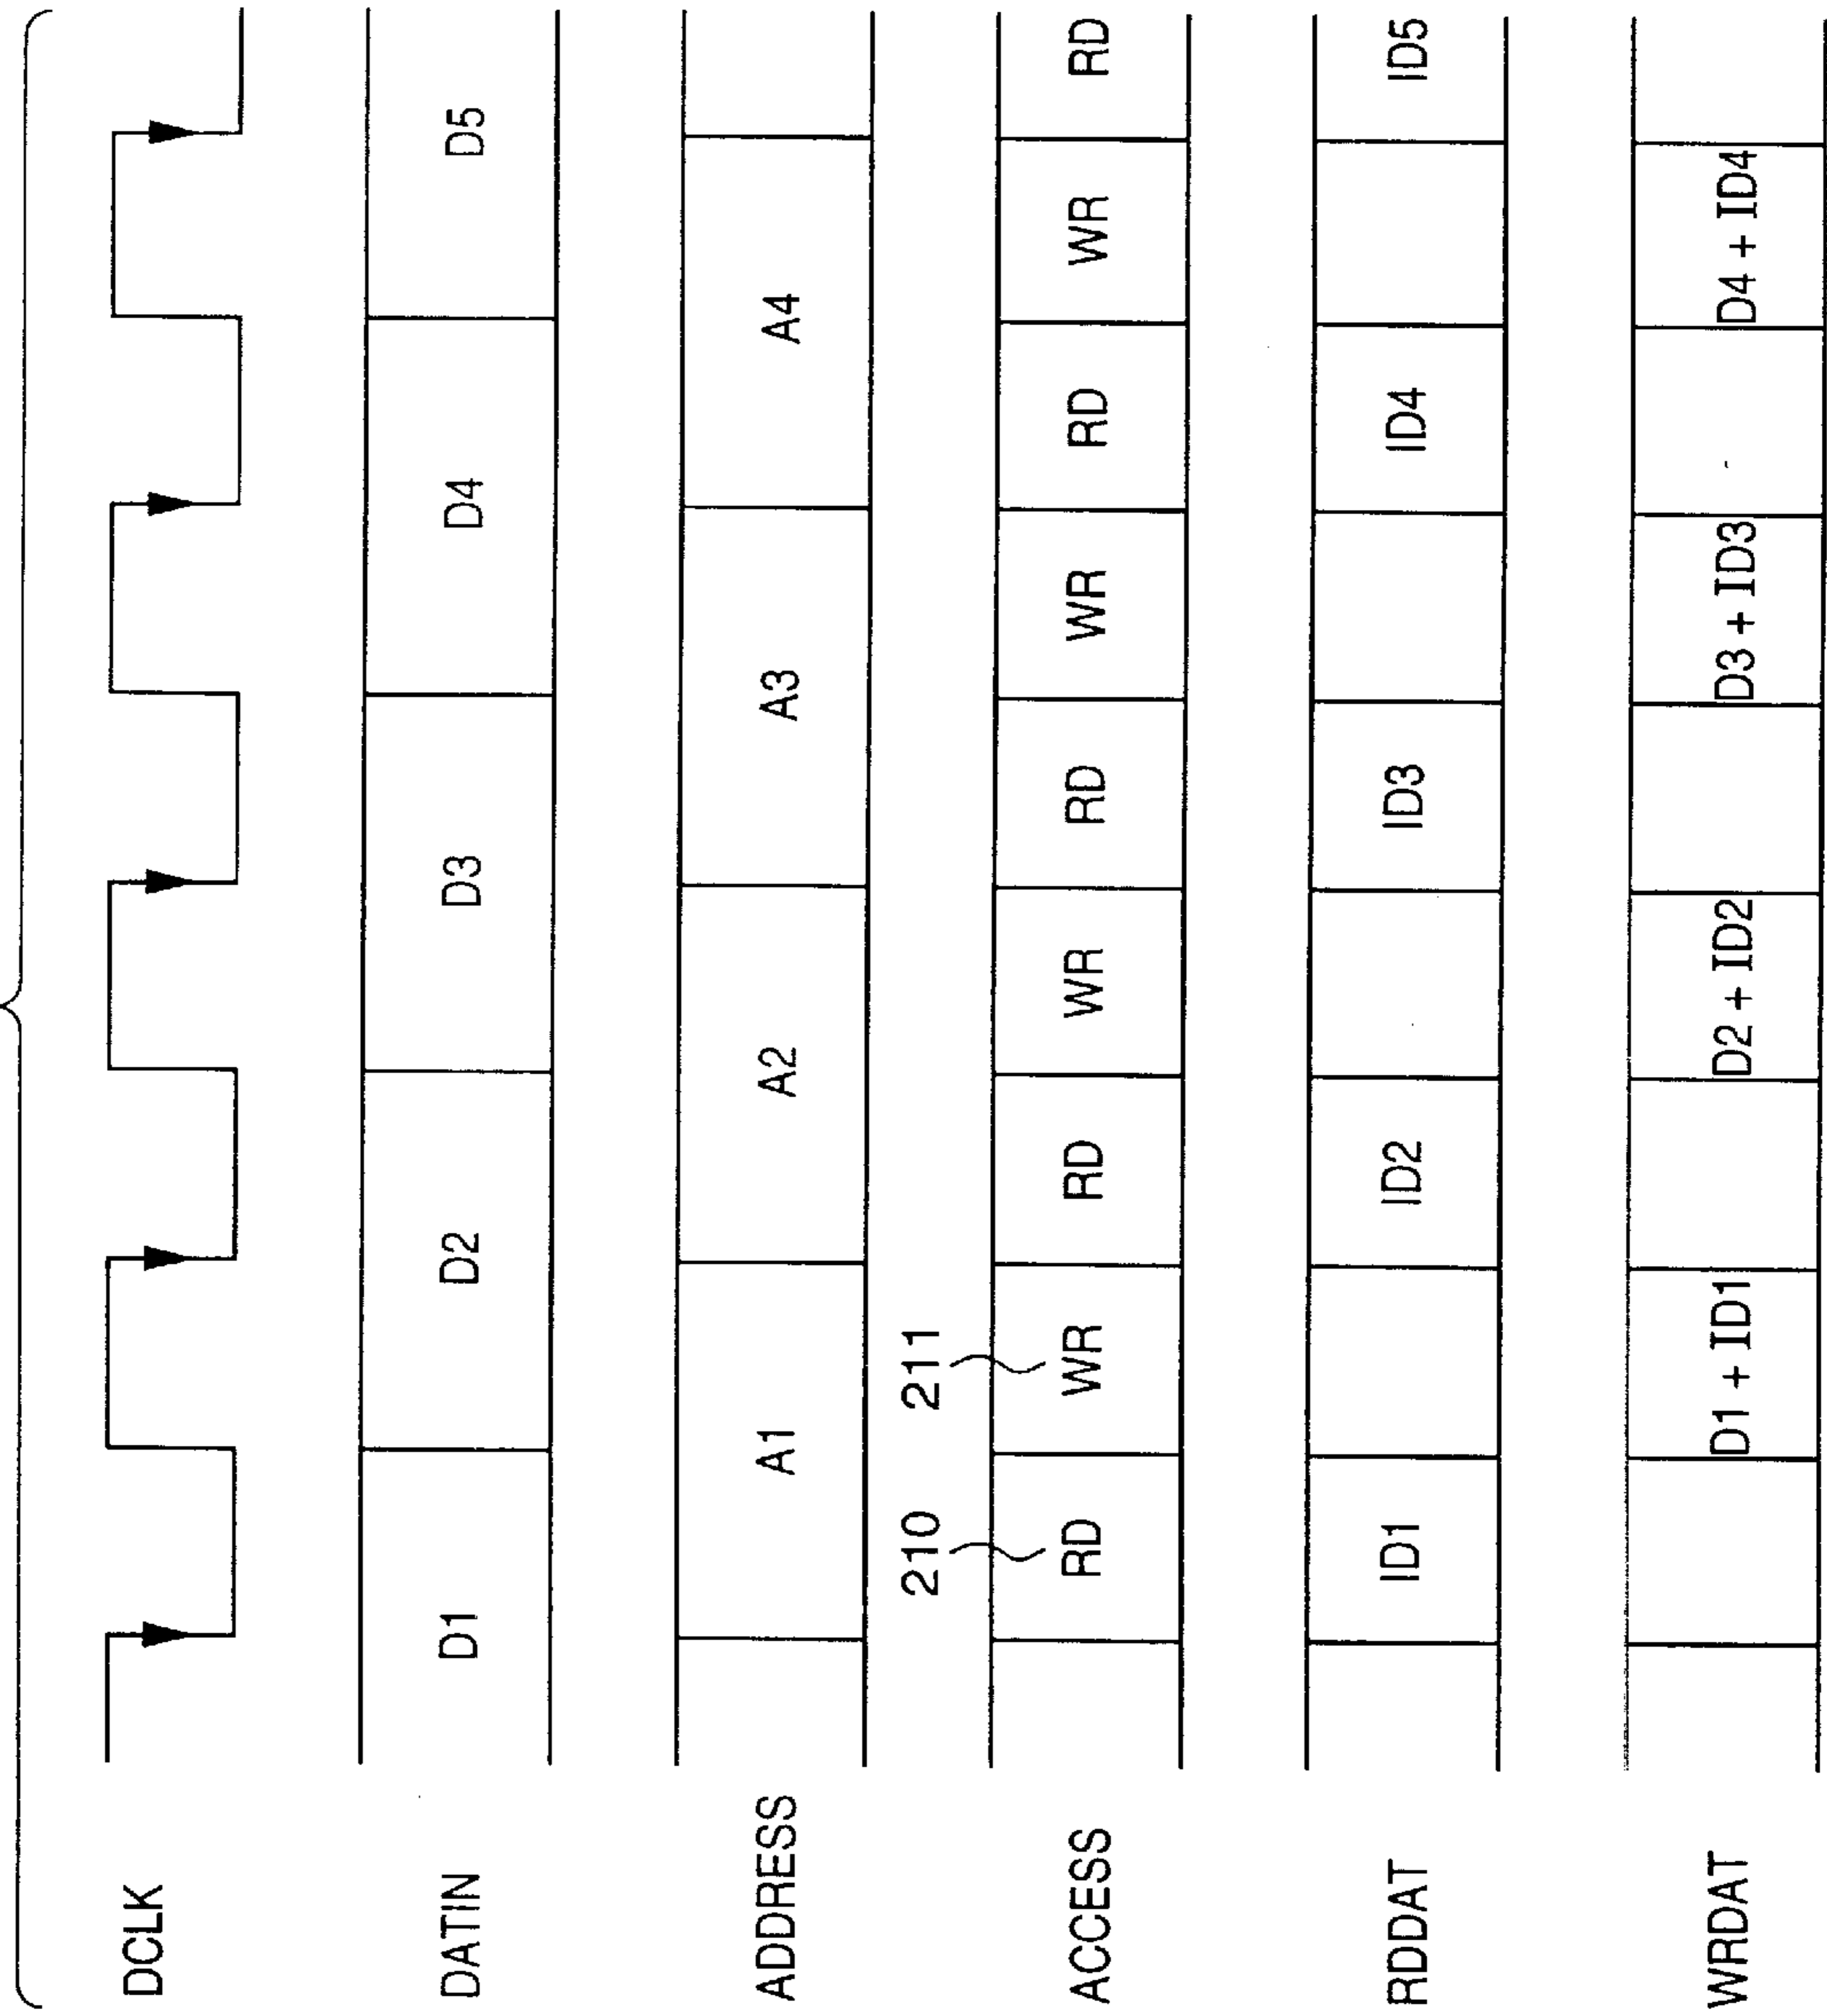 DCLK
DATIN D1 D2 D3 D4 D5
ADDRESS A1 A2 A3 A4
210 211
ACCESS RD WR RD WR RD WR RD WR RD
RDDAT ID1 ID2 ID3 ID4 ID5
WRDAT D1 + ID1 D2 + ID2 D3 + ID3 D4 + ID4